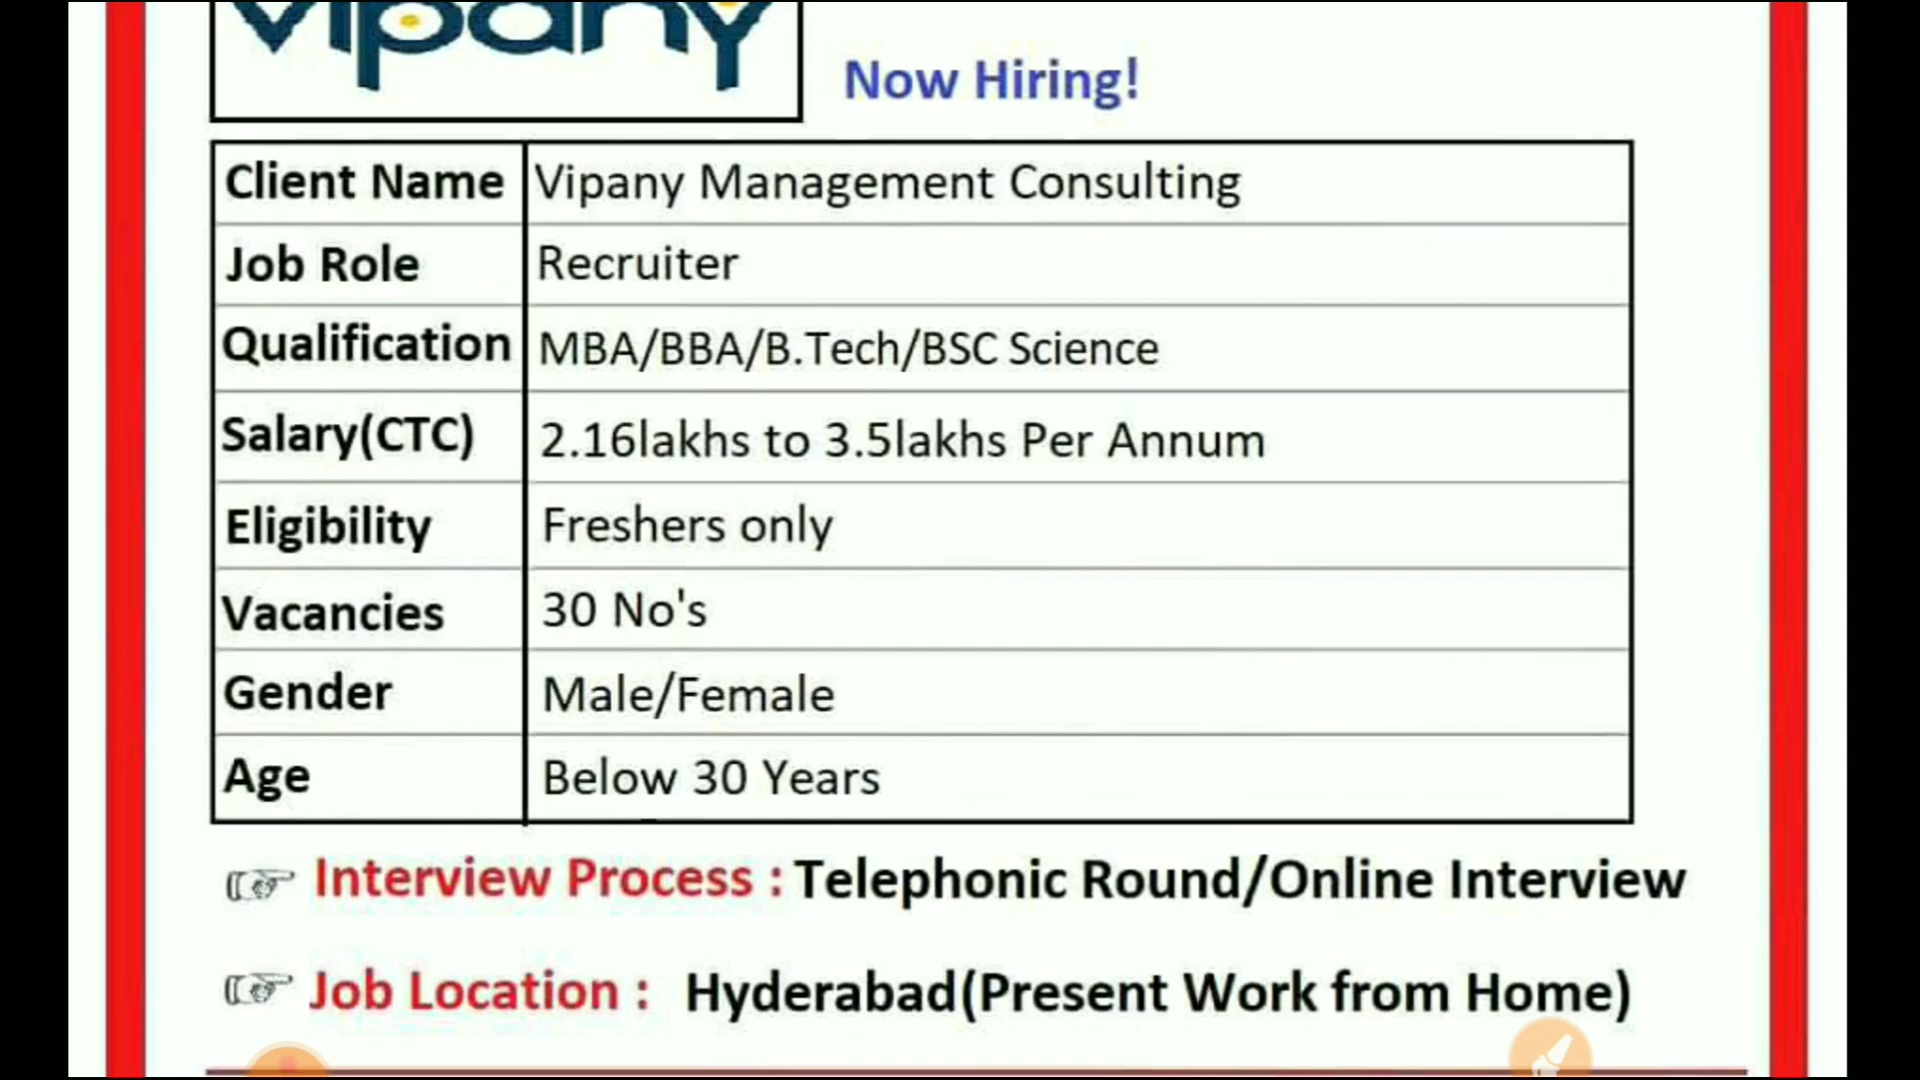 Vipany
Now Hiring!
Client Name Vipany Management Consulting
Job Role Recruiter
Qualification MBA/BBA/B.Tech/BSC Science
Salary(CTC) 2.16lakhs to 3.5lakhs Per Annum
Eligibility Freshers only
Vacancies 30 No's
Gender Male/Female
Age Below 30 Years
Interview Process : Telephonic Round/Online Interview
Job Location : Hyderabad(Present Work from Home)